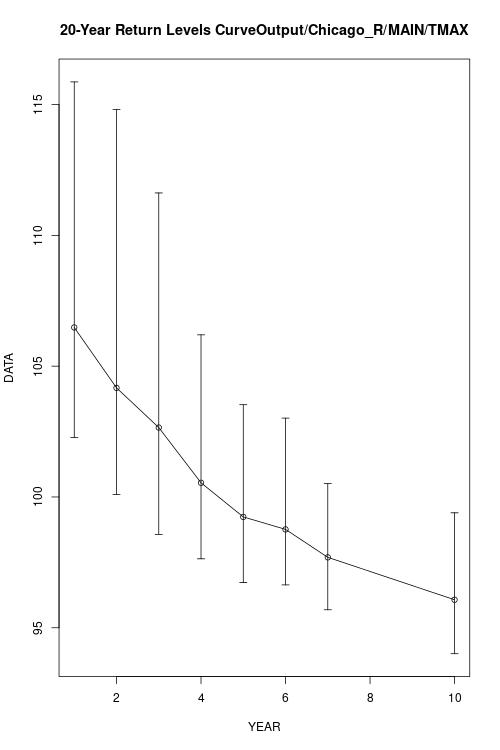 20-Year Return Levels CurveOutput/Chicago_R/MAIN/TMAX
115
110
105
100
95
DATA
2 4 6 8 10
YEAR